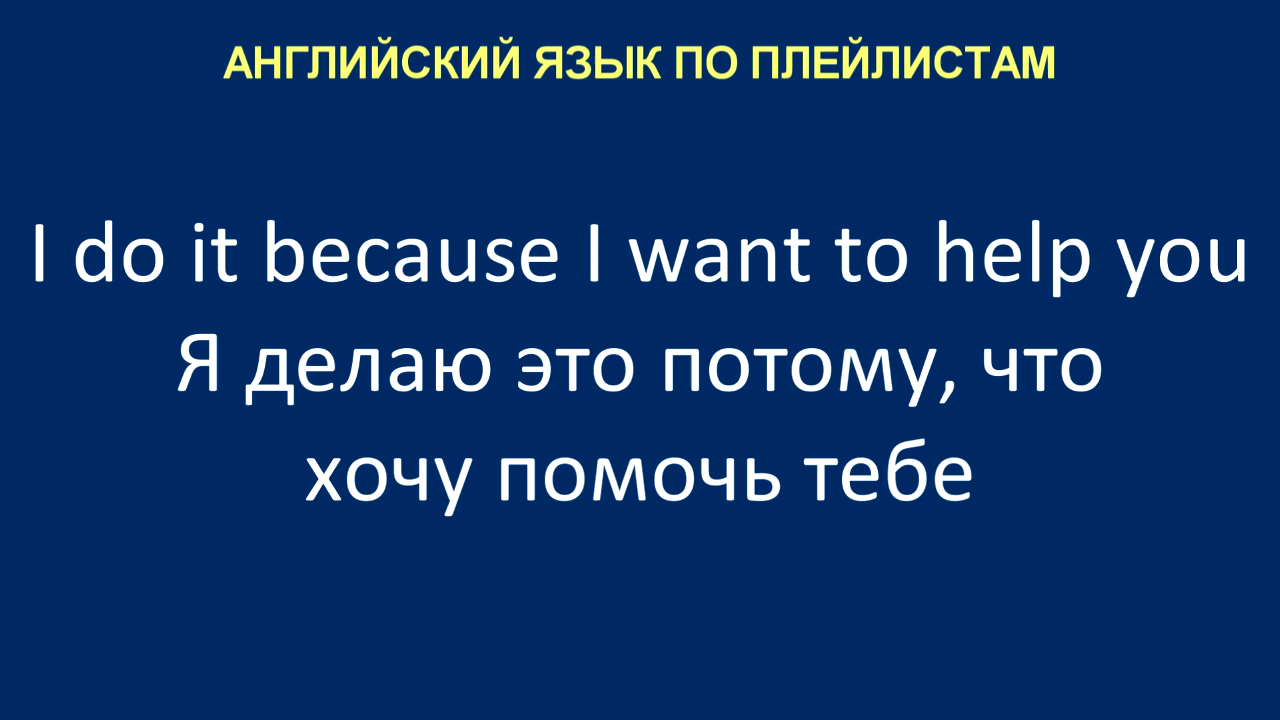 АНГЛИЙСКИЙ ЯЗЫК ПО ПЛЕЙЛИСТАМ
I do it because I want to help you
Я делаю это потому, что
хочу помочь тебе